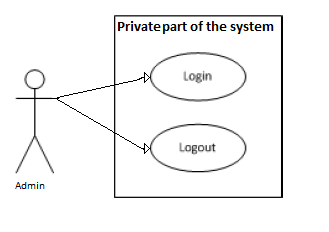 Private part of the system
Login
Logout
Admin